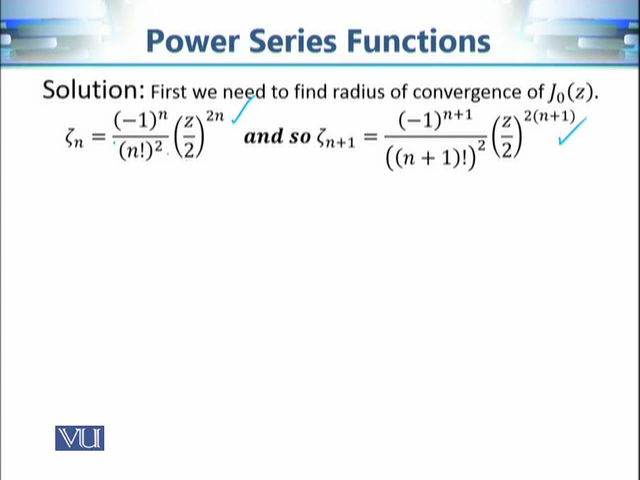 Power Series Functions
Solution: First we need to find radius of convergence of J₀(z).
ζₙ = (−1)ⁿ/(n!)² (z/2)²ⁿ and so ζₙ₊₁ = (−1)ⁿ⁺¹/((n + 1)!)² (z/2)²⁽ⁿ⁺¹⁾
VU